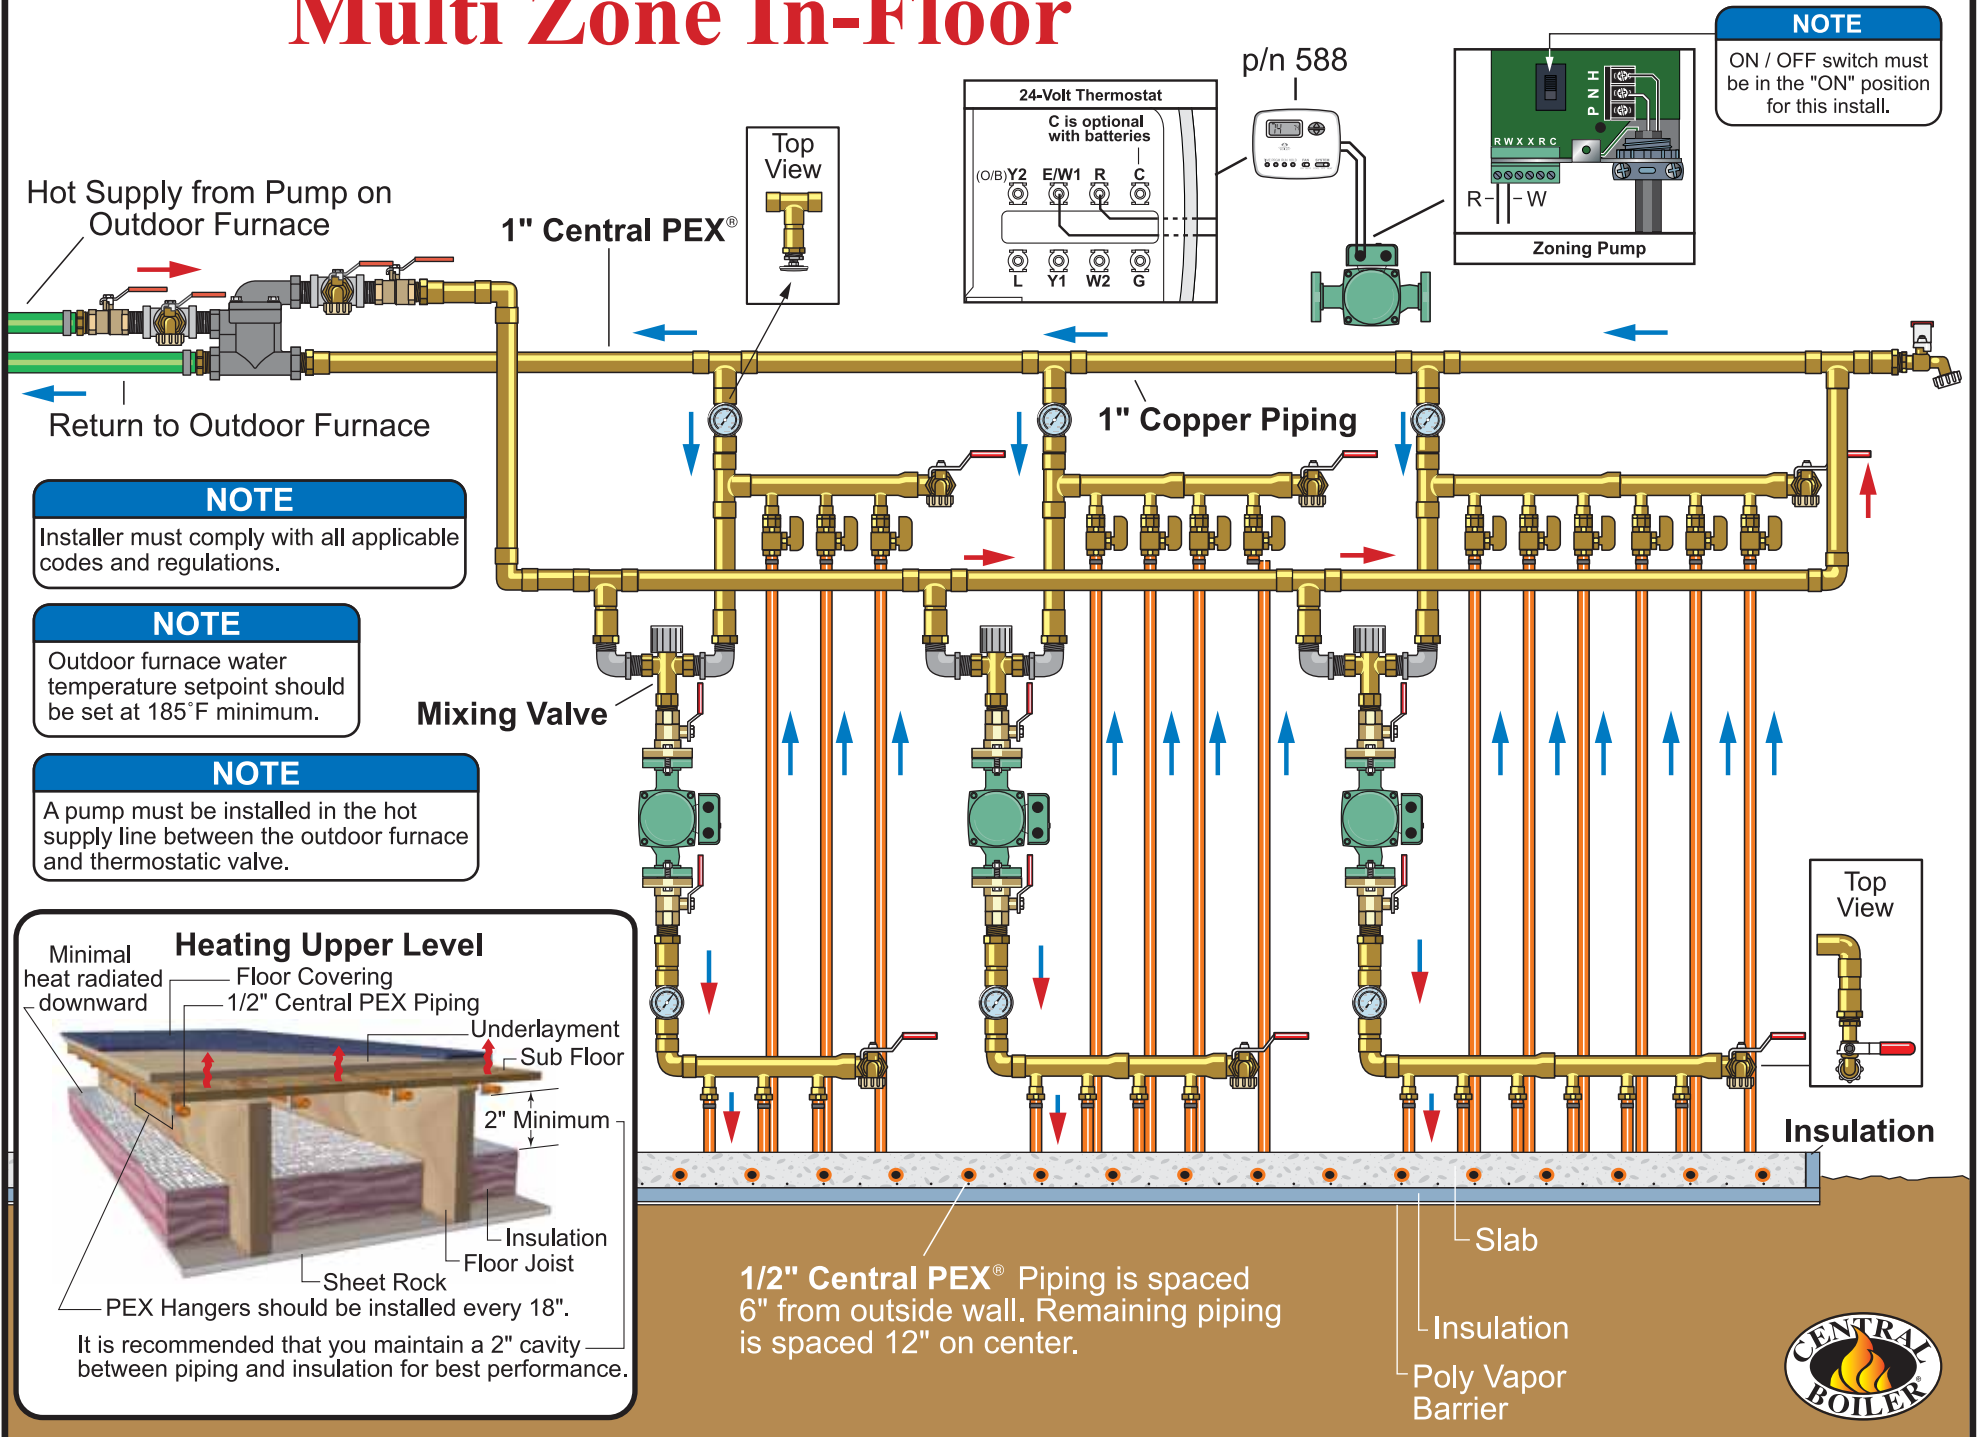 Multi Zone In-Floor
NOTE
ON / OFF switch must
be in the "ON" position
for this install.
p/n 588
24-Volt Thermostat
C is optional
with batteries
(O/B) Y2 E/W1 R C
L Y1 W2 G
H
N
P
R W X X R C
R W
Zoning Pump
Top
View
Hot Supply from Pump on
Outdoor Furnace
1" Central PEX®
Return to Outdoor Furnace
1" Copper Piping
NOTE
Installer must comply with all applicable
codes and regulations.
NOTE
Outdoor furnace water
temperature setpoint should
be set at 185°F minimum.
Mixing Valve
NOTE
A pump must be installed in the hot
supply line between the outdoor furnace
and thermostatic valve.
Top
View
Heating Upper Level
Minimal
heat radiated
downward
Floor Covering
1/2" Central PEX Piping
Underlayment
Sub Floor
2" Minimum
Insulation
Floor Joist
Sheet Rock
PEX Hangers should be installed every 18".
It is recommended that you maintain a 2" cavity
between piping and insulation for best performance.
Insulation
Slab
1/2" Central PEX® Piping is spaced
6" from outside wall. Remaining piping
is spaced 12" on center.
Insulation
Poly Vapor
Barrier
CENTRAL
BOILER®